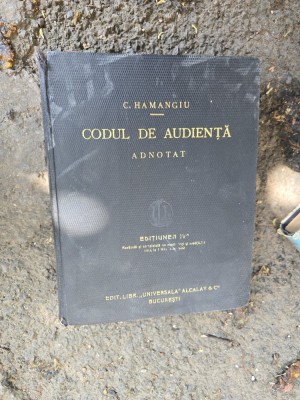 C. HAMANGIU
CODUL DE AUDIENȚĂ
ADNOTAT
EDIȚIUNEA IV-a
EDIT. LIBR. „UNIVERSALA" ALCALAY & Co
BUCUREȘTI